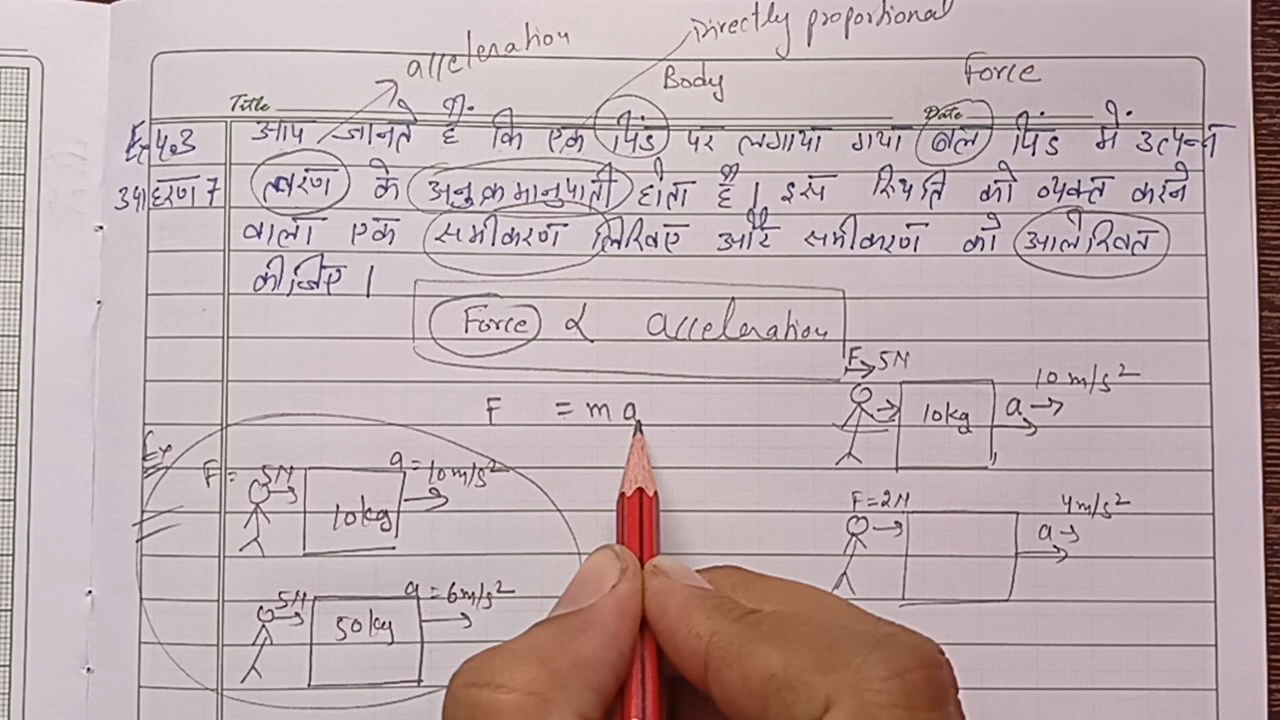 Directly proportional
acceleration
Body Force
Title Date
Ex 4.3 आप जानते हैं कि एक पिंड पर लगाया गया बल पिंड में उत्पन्न
उदाहरण 7 त्वरण के अनुक्रमानुपाती होता है। इस स्थिति को व्यक्त करने
वाला एक समीकरण लिखिए और समीकरण को आलेखित
कीजिए।
Force ∝ acceleration
F = ma
F → 5N
10kg a → 10 m/s²
Ex
F = 5N 10kg a = 10m/s²
F=2N a → 4m/s²
5N 50kg a = 6m/s²